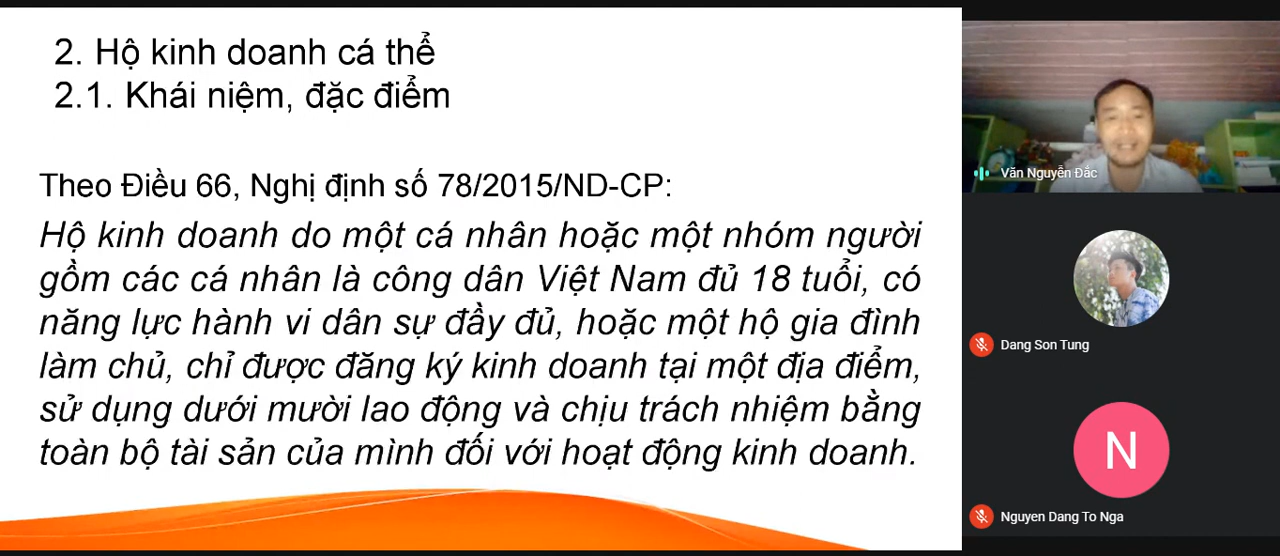 2. Hộ kinh doanh cá thể
2.1. Khái niệm, đặc điểm
Theo Điều 66, Nghị định số 78/2015/ND-CP:
Hộ kinh doanh do một cá nhân hoặc một nhóm người
gồm các cá nhân là công dân Việt Nam đủ 18 tuổi, có
năng lực hành vi dân sự đầy đủ, hoặc một hộ gia đình
làm chủ, chỉ được đăng ký kinh doanh tại một địa điểm,
sử dụng dưới mười lao động và chịu trách nhiệm bằng
toàn bộ tài sản của mình đối với hoạt động kinh doanh.
Văn Nguyễn Đắc
Dang Son Tung
N
Nguyen Dang To Nga